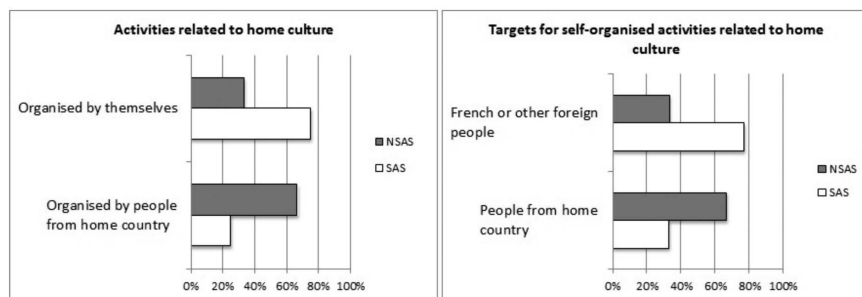 Activities related to home culture
Organised by themselves
Organised by people
from home country
NSAS
SAS
0% 20% 40% 60% 80% 100%
Targets for self-organised activities related to home
culture
French or other foreign
people
People from home
country
NSAS
SAS
0% 20% 40% 60% 80% 100%